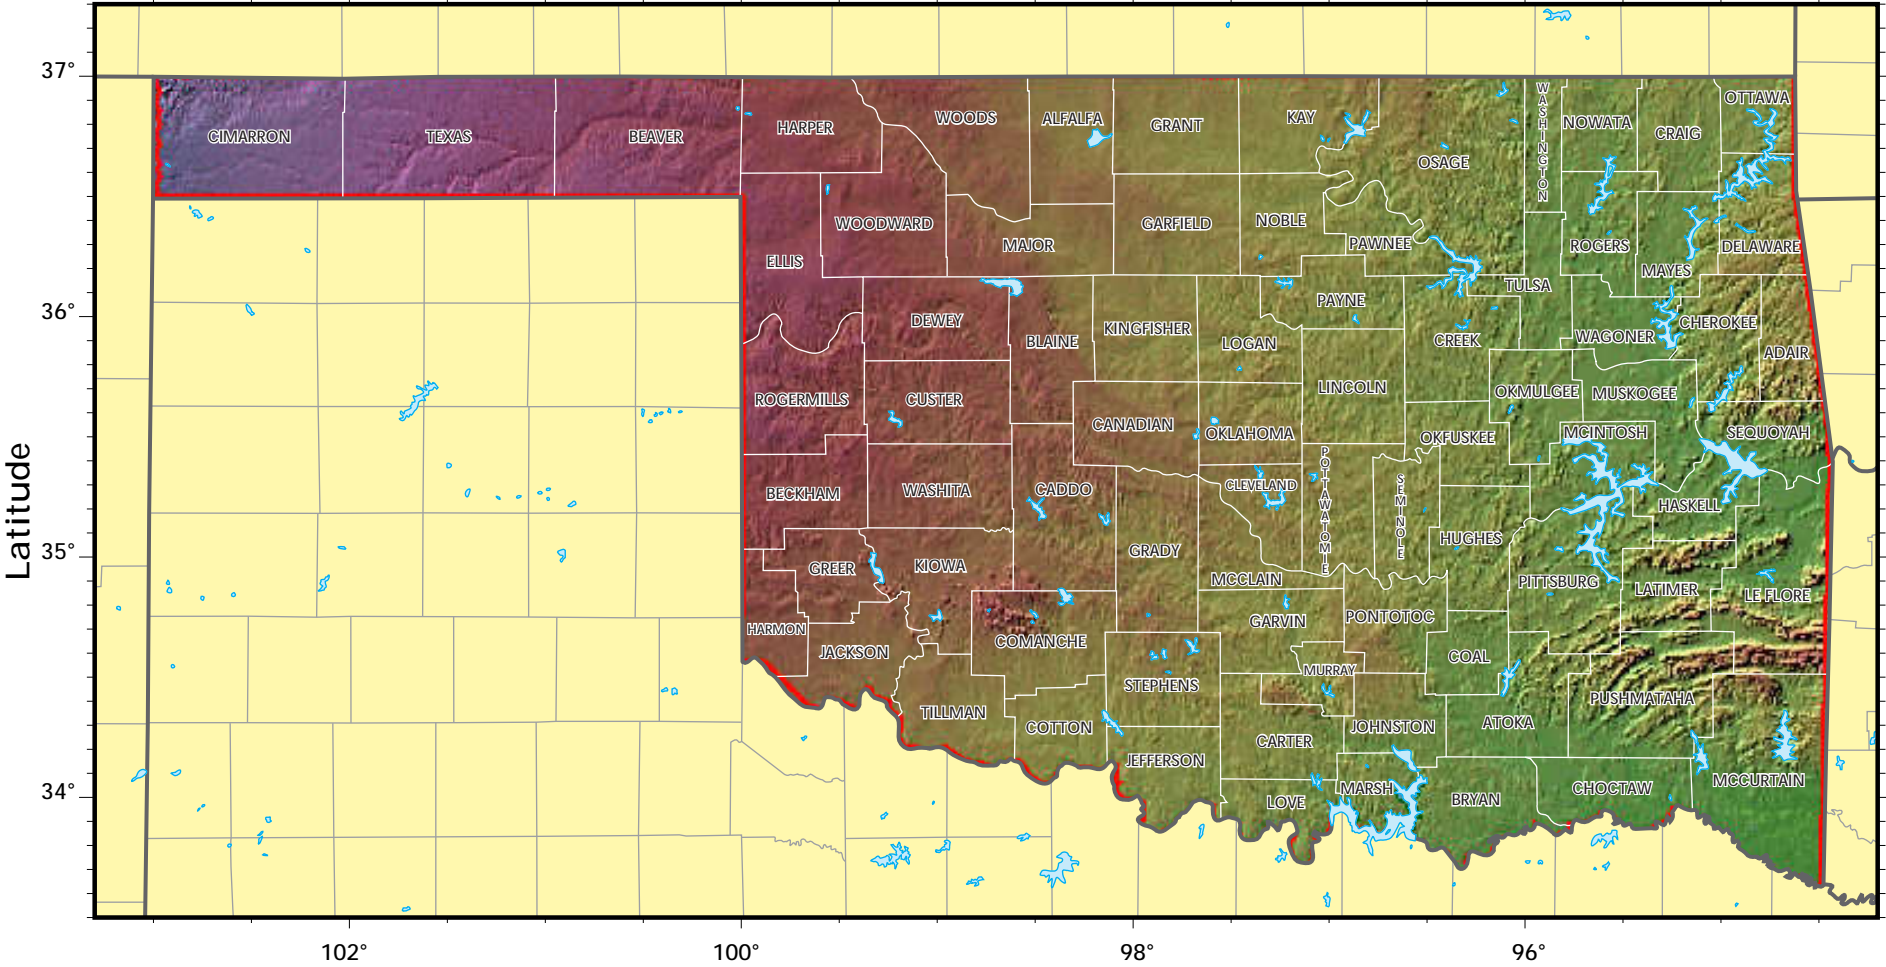 37°
36°
35°
34°
Latitude
102°
100°
98°
96°
CIMARRON
TEXAS
BEAVER
HARPER
WOODS
ALFALFA
GRANT
KAY
OSAGE
WASHINGTON
NOWATA
CRAIG
OTTAWA
ELLIS
WOODWARD
MAJOR
GARFIELD
NOBLE
PAWNEE
ROGERS
MAYES
DELAWARE
TULSA
DEWEY
BLAINE
KINGFISHER
LOGAN
PAYNE
CREEK
WAGONER
CHEROKEE
ADAIR
ROGERMILLS
CUSTER
CANADIAN
OKLAHOMA
LINCOLN
OKMULGEE
MUSKOGEE
OKFUSKEE
MCINTOSH
SEQUOYAH
BECKHAM
WASHITA
CADDO
CLEVELAND
POTTAWATOMIE
SEMINOLE
HASKELL
GREER
KIOWA
GRADY
MCCLAIN
HUGHES
PITTSBURG
LATIMER
LE FLORE
HARMON
JACKSON
COMANCHE
GARVIN
PONTOTOC
COAL
MURRAY
STEPHENS
PUSHMATAHA
TILLMAN
COTTON
CARTER
JOHNSTON
ATOKA
JEFFERSON
LOVE
MARSH
BRYAN
CHOCTAW
MCCURTAIN